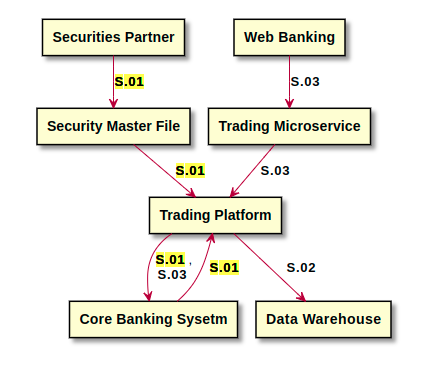 Securities Partner
Web Banking
S.01
S.03
Security Master File
Trading Microservice
S.01
S.03
Trading Platform
S.01 ,
S.03
S.01
S.02
Core Banking Sysetm
Data Warehouse